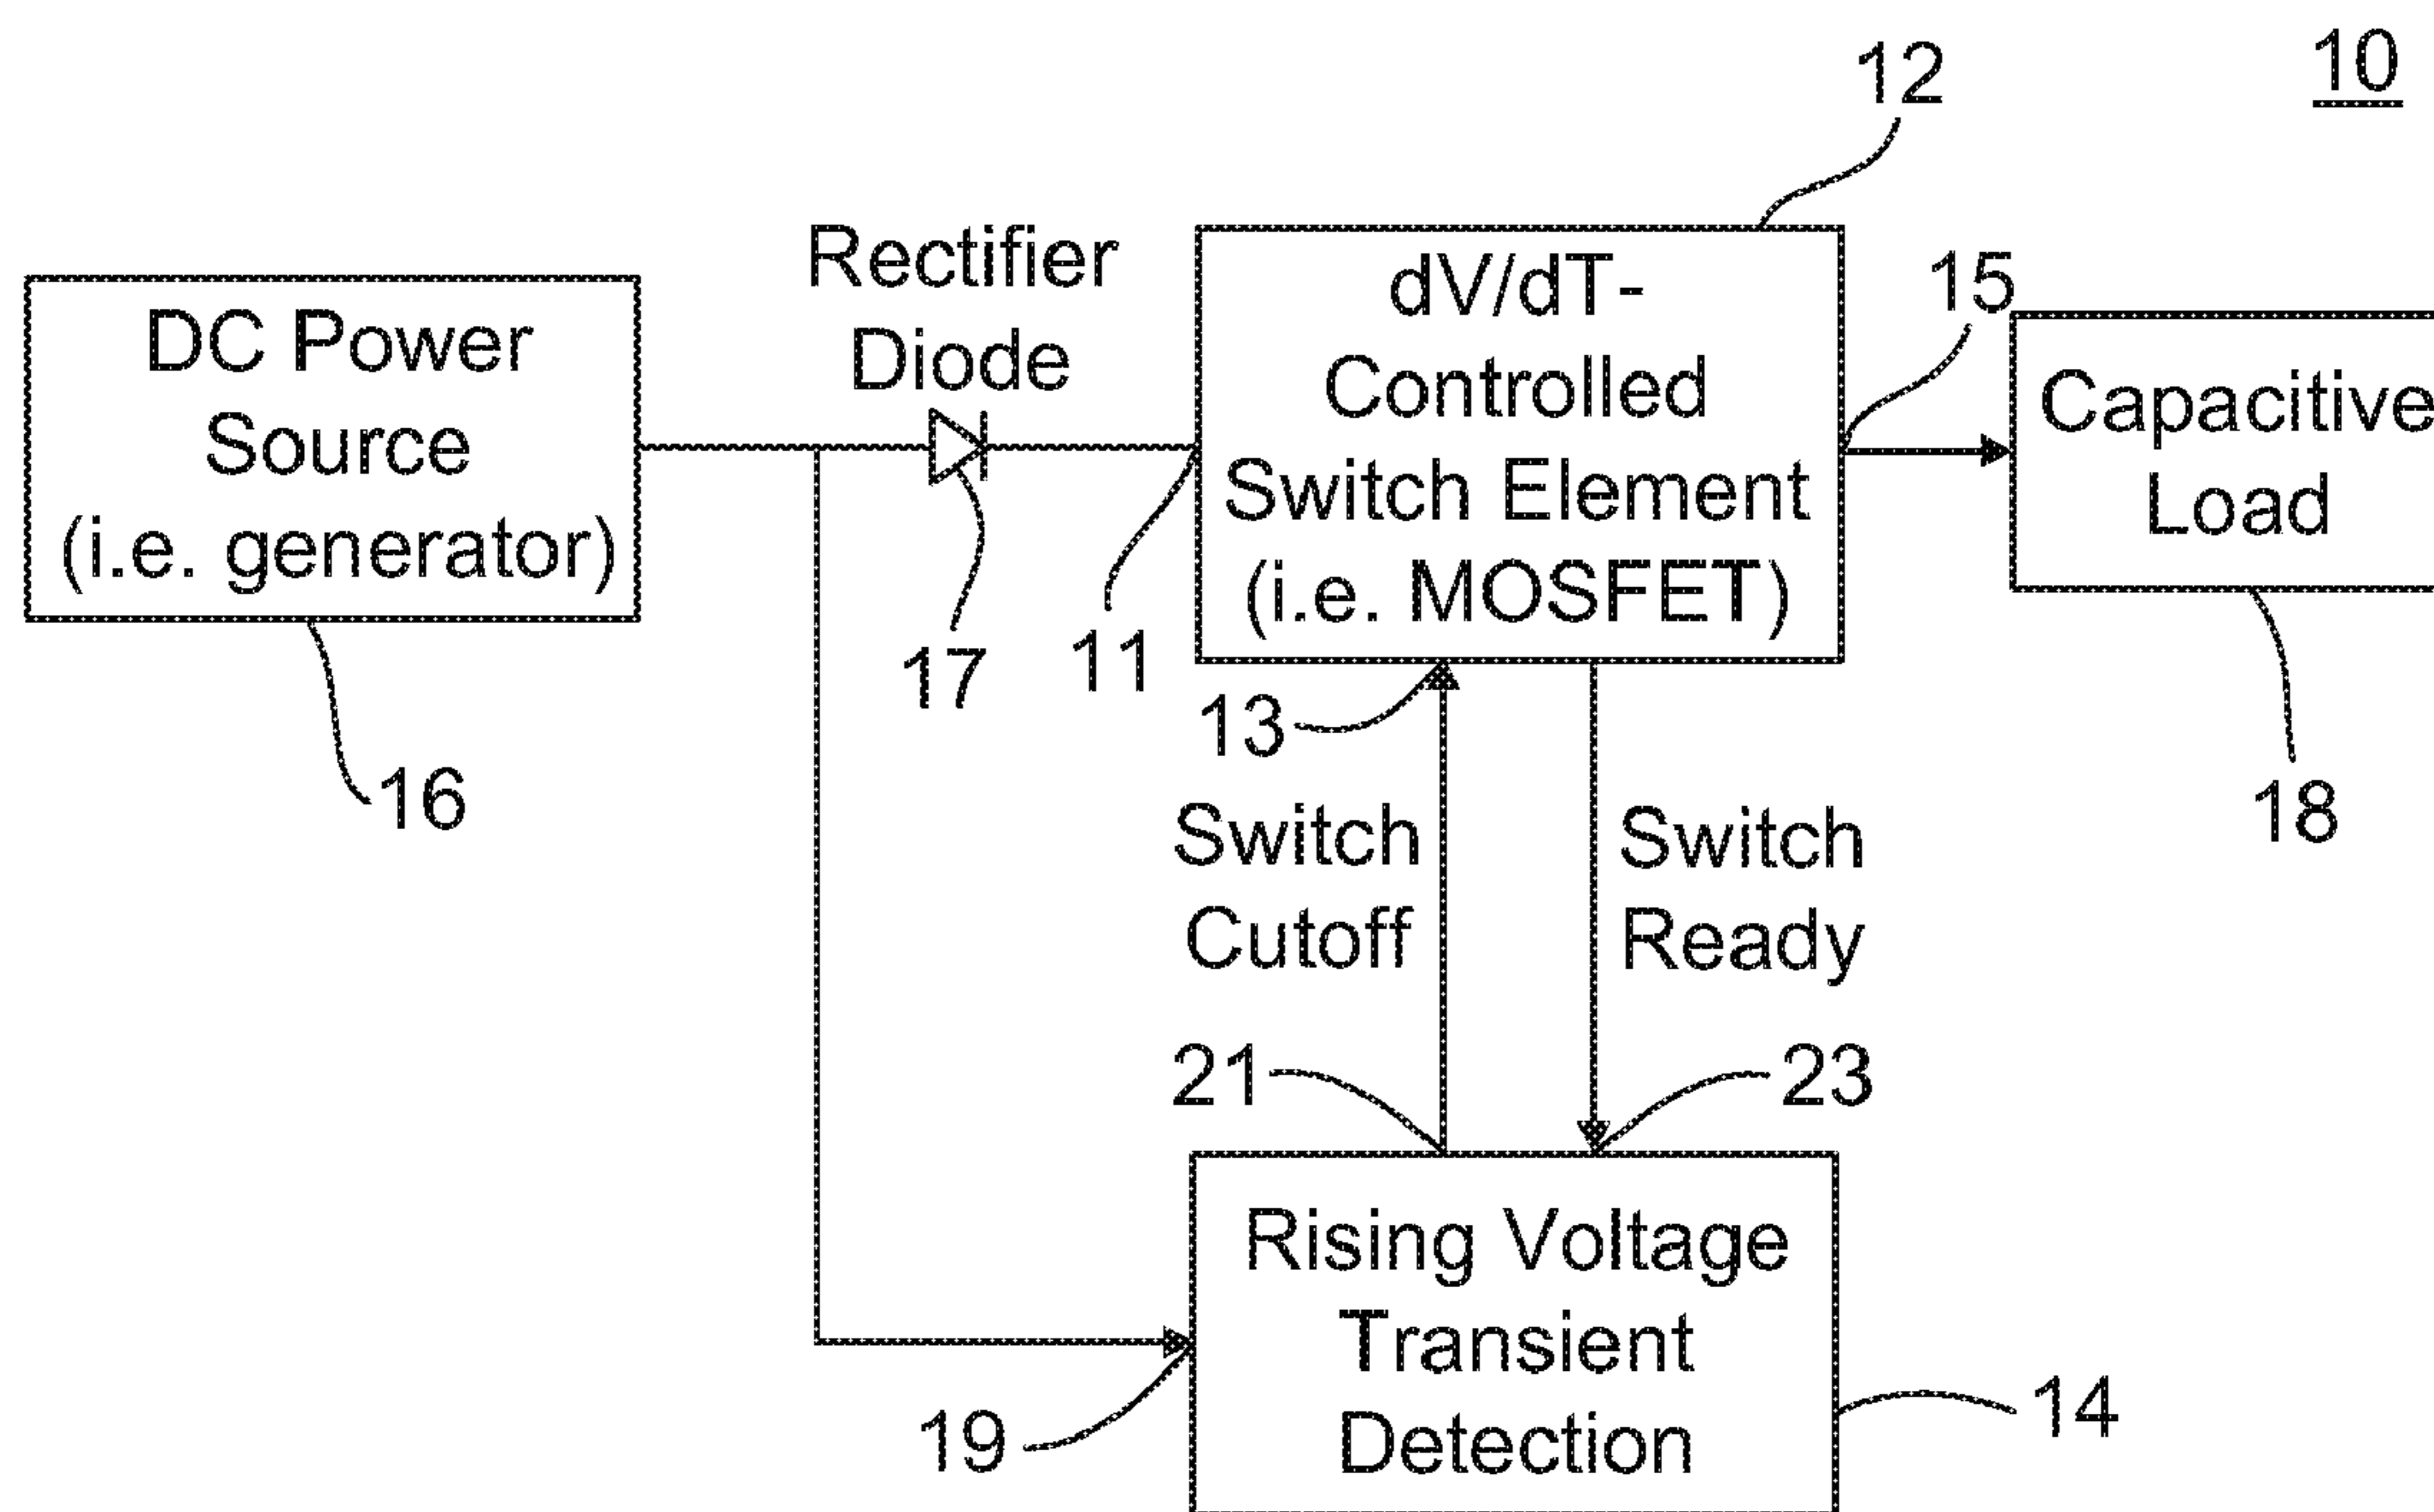 10
12
Rectifier
Diode
dV/dT-
Controlled
Switch Element
(i.e. MOSFET)
15
DC Power
Source
(i.e. generator)
Capacitive
Load
16
17
11
13
18
Switch
Cutoff
Switch
Ready
21
23
Rising Voltage
Transient
Detection
19
14